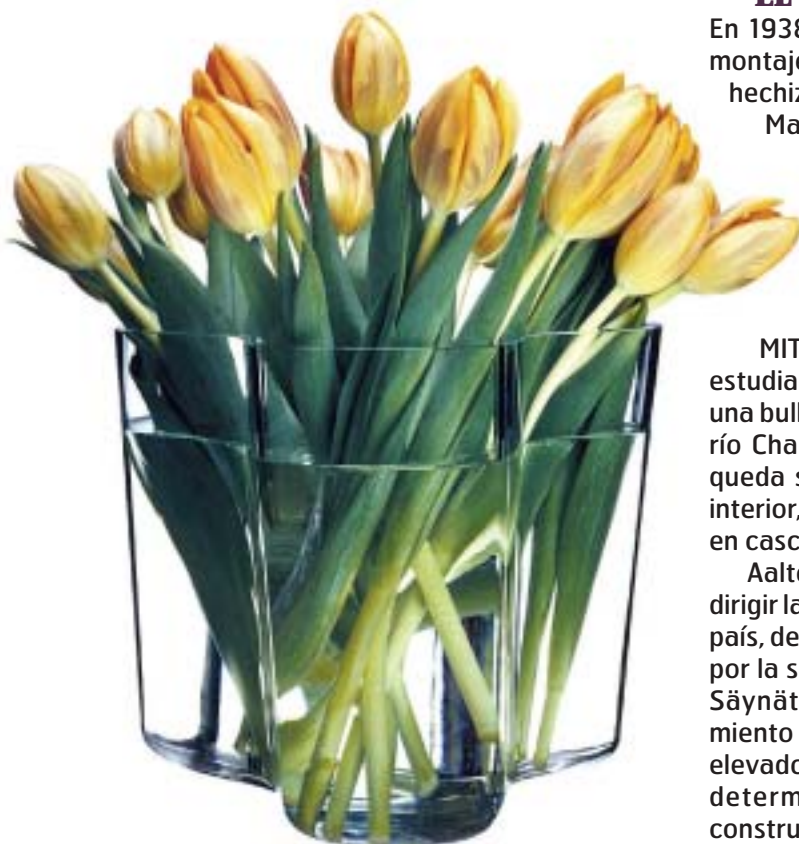 EL
En 1938
montaje
hechiz
Ma
MIT
estudia
una bull
río Cha
queda s
interior,
en casc
Aalto
dirigir la
país, de
por la s
Säynät
miento
elevado
determ
constru